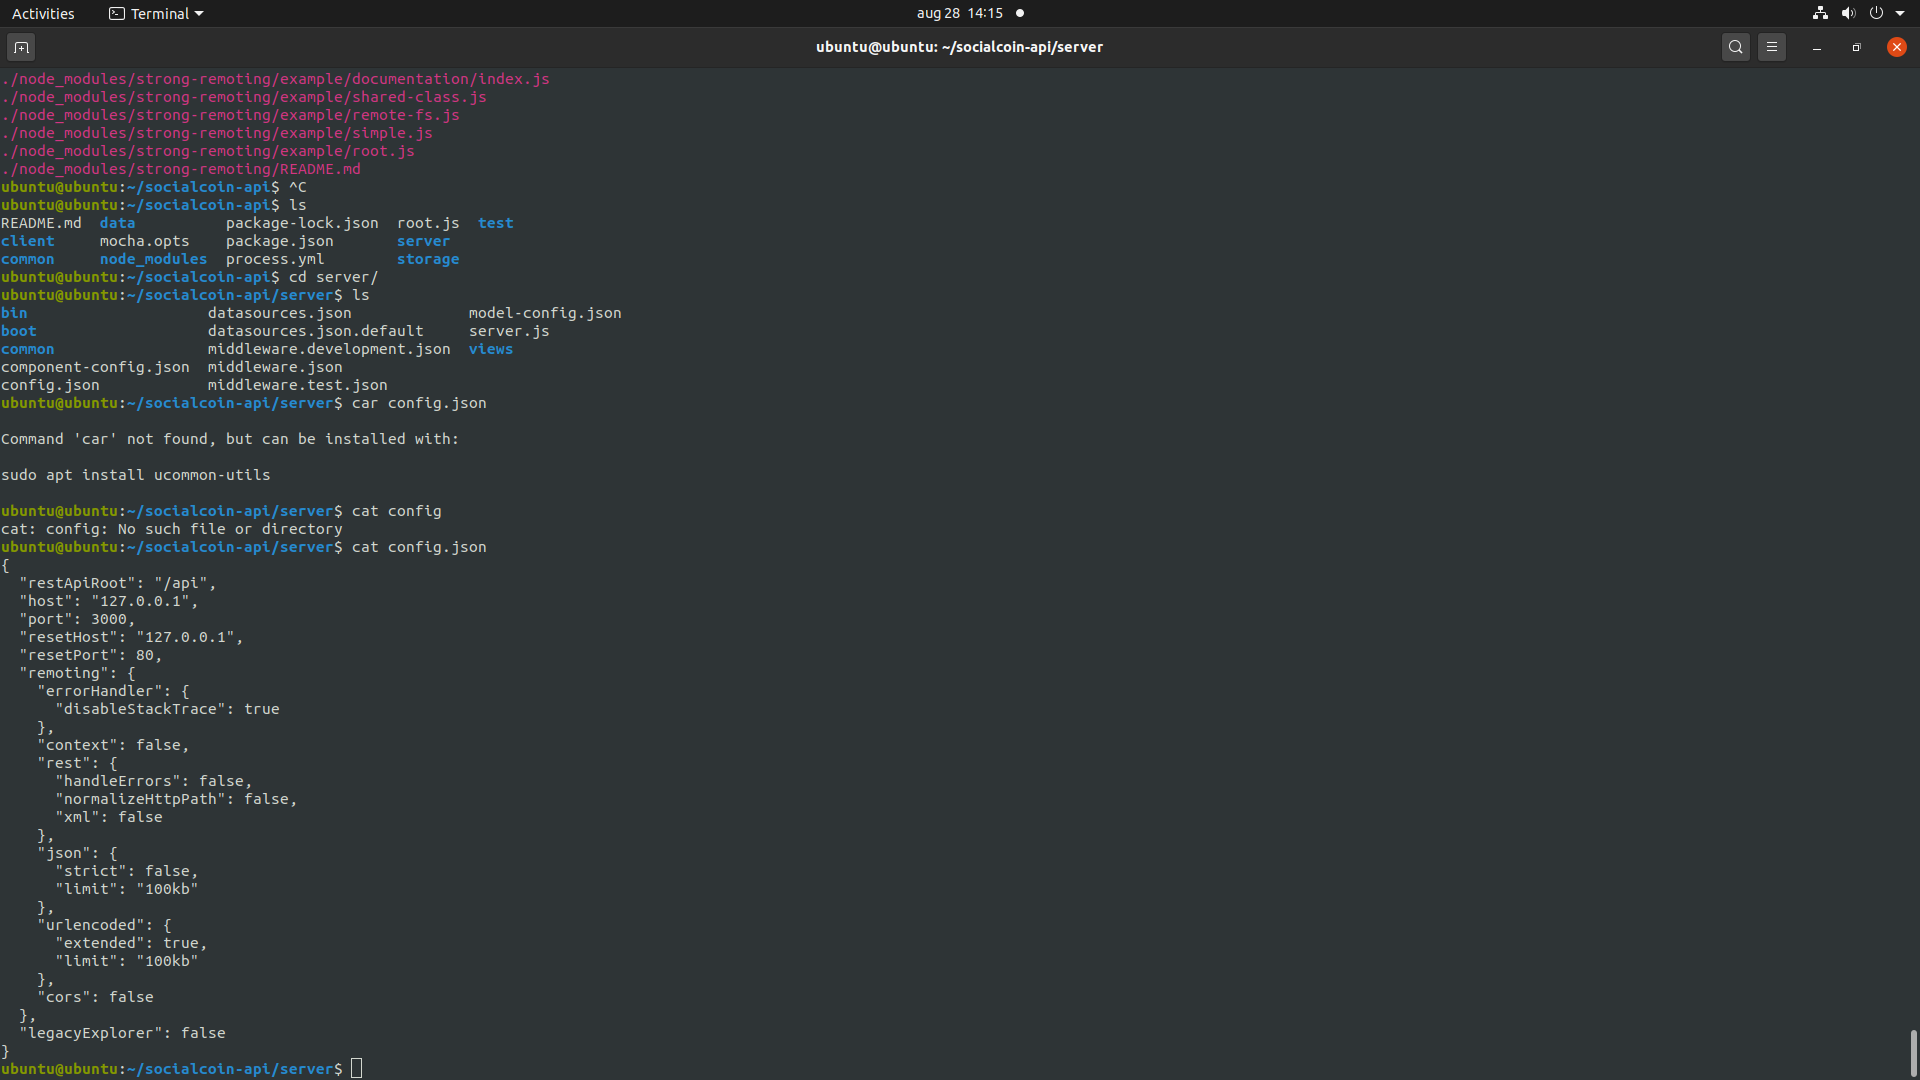 Activities Terminal aug 28 14:15
ubuntu@ubuntu: ~/socialcoin-api/server
./node_modules/strong-remoting/example/documentation/index.js
./node_modules/strong-remoting/example/shared-class.js
./node_modules/strong-remoting/example/remote-fs.js
./node_modules/strong-remoting/example/simple.js
./node_modules/strong-remoting/example/root.js
./node_modules/strong-remoting/README.md
ubuntu@ubuntu:~/socialcoin-api$ ^C
ubuntu@ubuntu:~/socialcoin-api$ ls
README.md  data          package-lock.json  root.js  test
client     mocha.opts    package.json       server
common     node_modules  process.yml        storage
ubuntu@ubuntu:~/socialcoin-api$ cd server/
ubuntu@ubuntu:~/socialcoin-api/server$ ls
bin                    datasources.json             model-config.json
boot                   datasources.json.default     server.js
common                 middleware.development.json  views
component-config.json  middleware.json
config.json            middleware.test.json
ubuntu@ubuntu:~/socialcoin-api/server$ car config.json
Command 'car' not found, but can be installed with:
sudo apt install ucommon-utils
ubuntu@ubuntu:~/socialcoin-api/server$ cat config
cat: config: No such file or directory
ubuntu@ubuntu:~/socialcoin-api/server$ cat config.json
{
  "restApiRoot": "/api",
  "host": "127.0.0.1",
  "port": 3000,
  "resetHost": "127.0.0.1",
  "resetPort": 80,
  "remoting": {
    "errorHandler": {
      "disableStackTrace": true
    },
    "context": false,
    "rest": {
      "handleErrors": false,
      "normalizeHttpPath": false,
      "xml": false
    },
    "json": {
      "strict": false,
      "limit": "100kb"
    },
    "urlencoded": {
      "extended": true,
      "limit": "100kb"
    },
    "cors": false
  },
  "legacyExplorer": false
}
ubuntu@ubuntu:~/socialcoin-api/server$